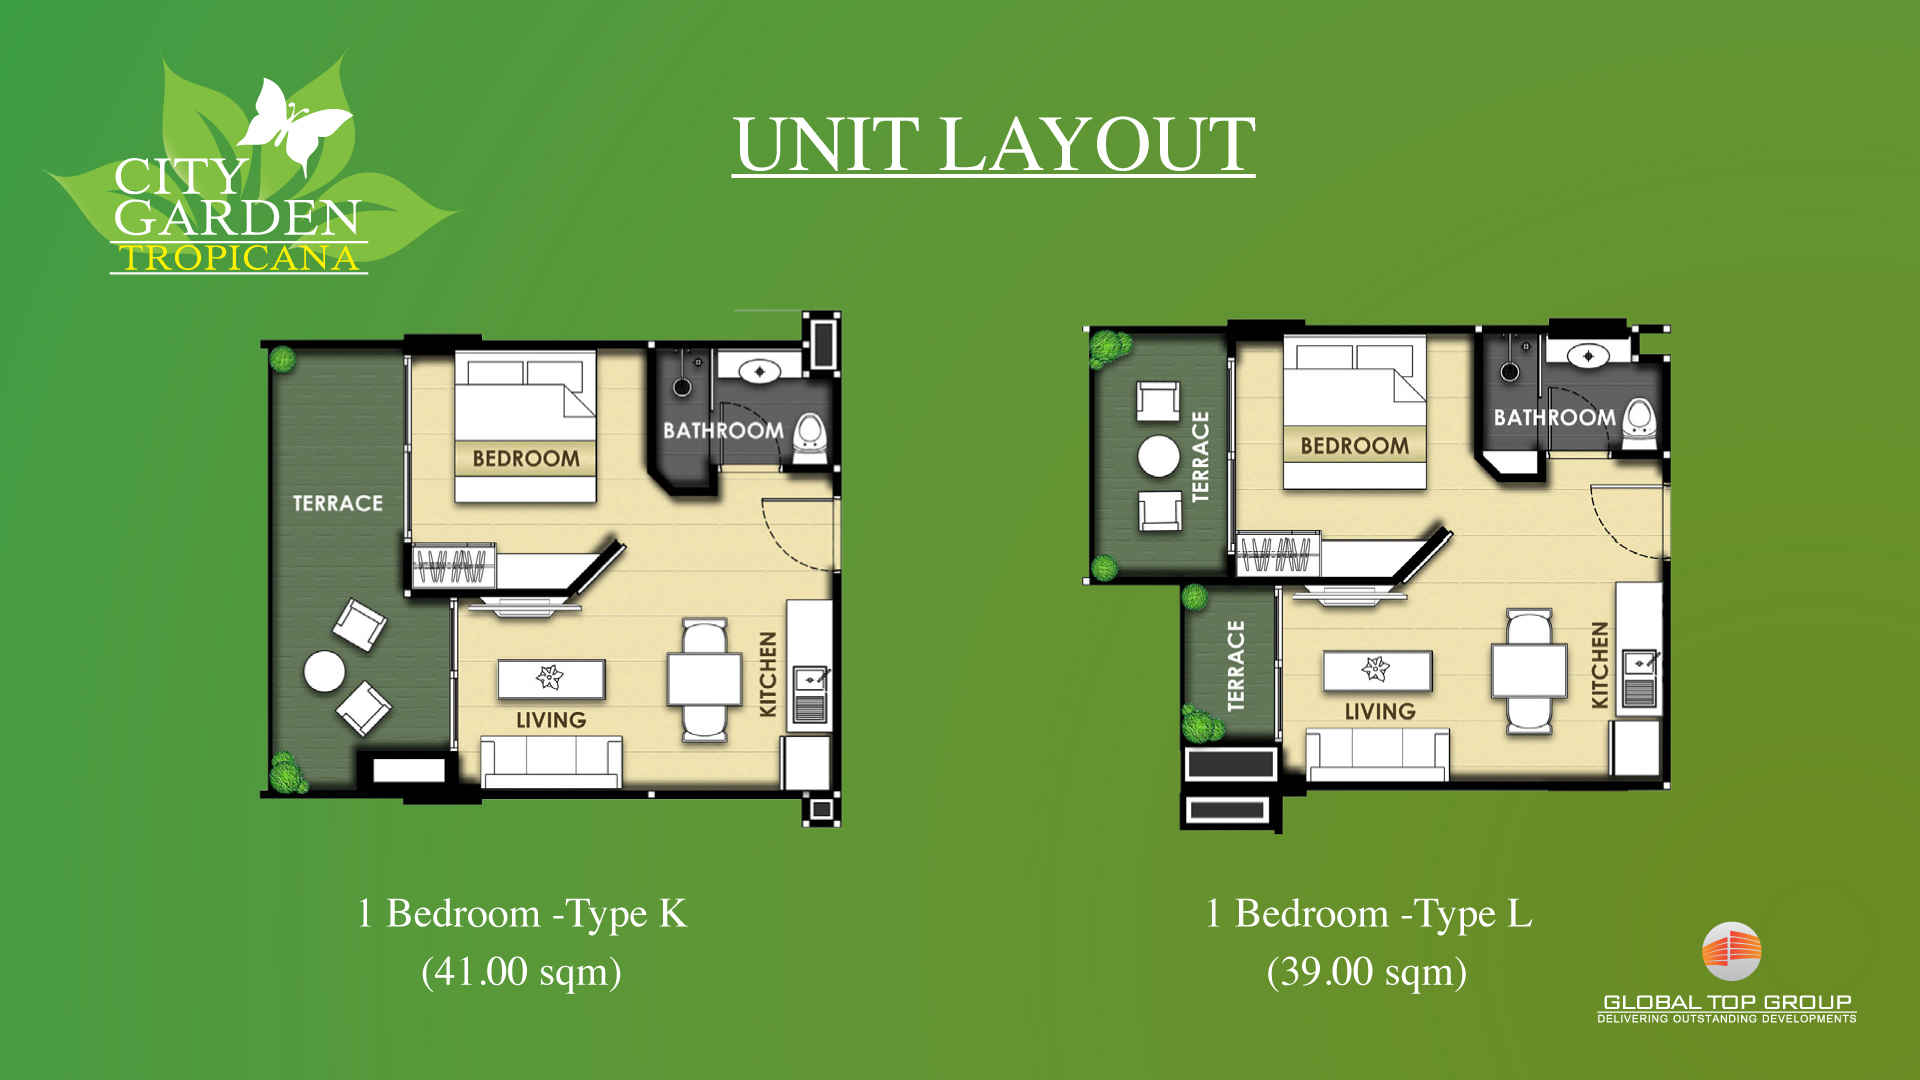 CITY
GARDEN
TROPICANA
UNIT LAYOUT
BEDROOM
BATHROOM
TERRACE
KITCHEN
LIVING
1 Bedroom -Type K
(41.00 sqm)
BEDROOM
BATHROOM
TERRACE
TERRACE
KITCHEN
LIVING
1 Bedroom -Type L
(39.00 sqm)
GLOBAL TOP GROUP
DELIVERING OUTSTANDING DEVELOPMENTS